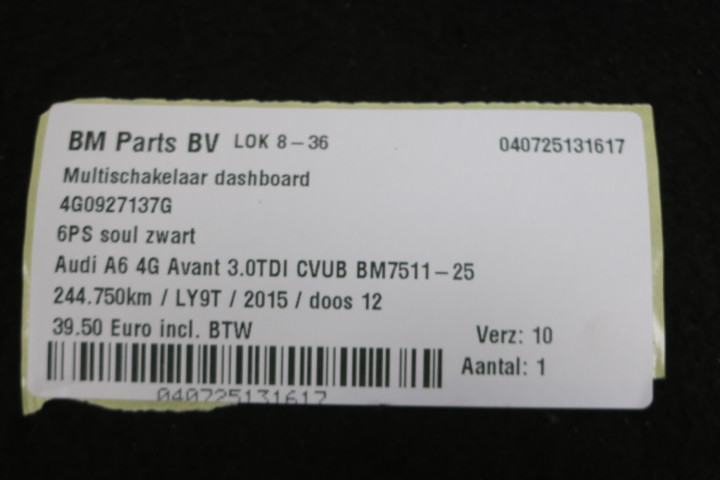 BM Parts BV LOK 8-36 040725131617
Multischakelaar dashboard
4G0927137G
6PS soul zwart
Audi A6 4G Avant 3.0TDI CVUB BM7511-25
244.750km / LY9T / 2015 / doos 12
39.50 Euro incl. BTW Verz: 10
Aantal: 1
040725131617